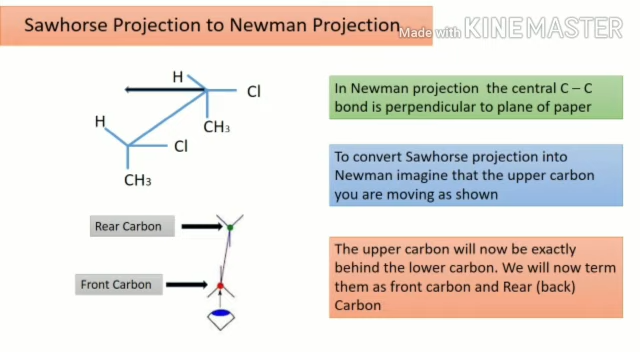 Sawhorse Projection to Newman Projection
Made with KINEMASTER
H
Cl
CH₃
H
Cl
CH₃
Rear Carbon
Front Carbon
In Newman projection the central C – C
bond is perpendicular to plane of paper
To convert Sawhorse projection into
Newman imagine that the upper carbon
you are moving as shown
The upper carbon will now be exactly
behind the lower carbon. We will now term
them as front carbon and Rear (back)
Carbon